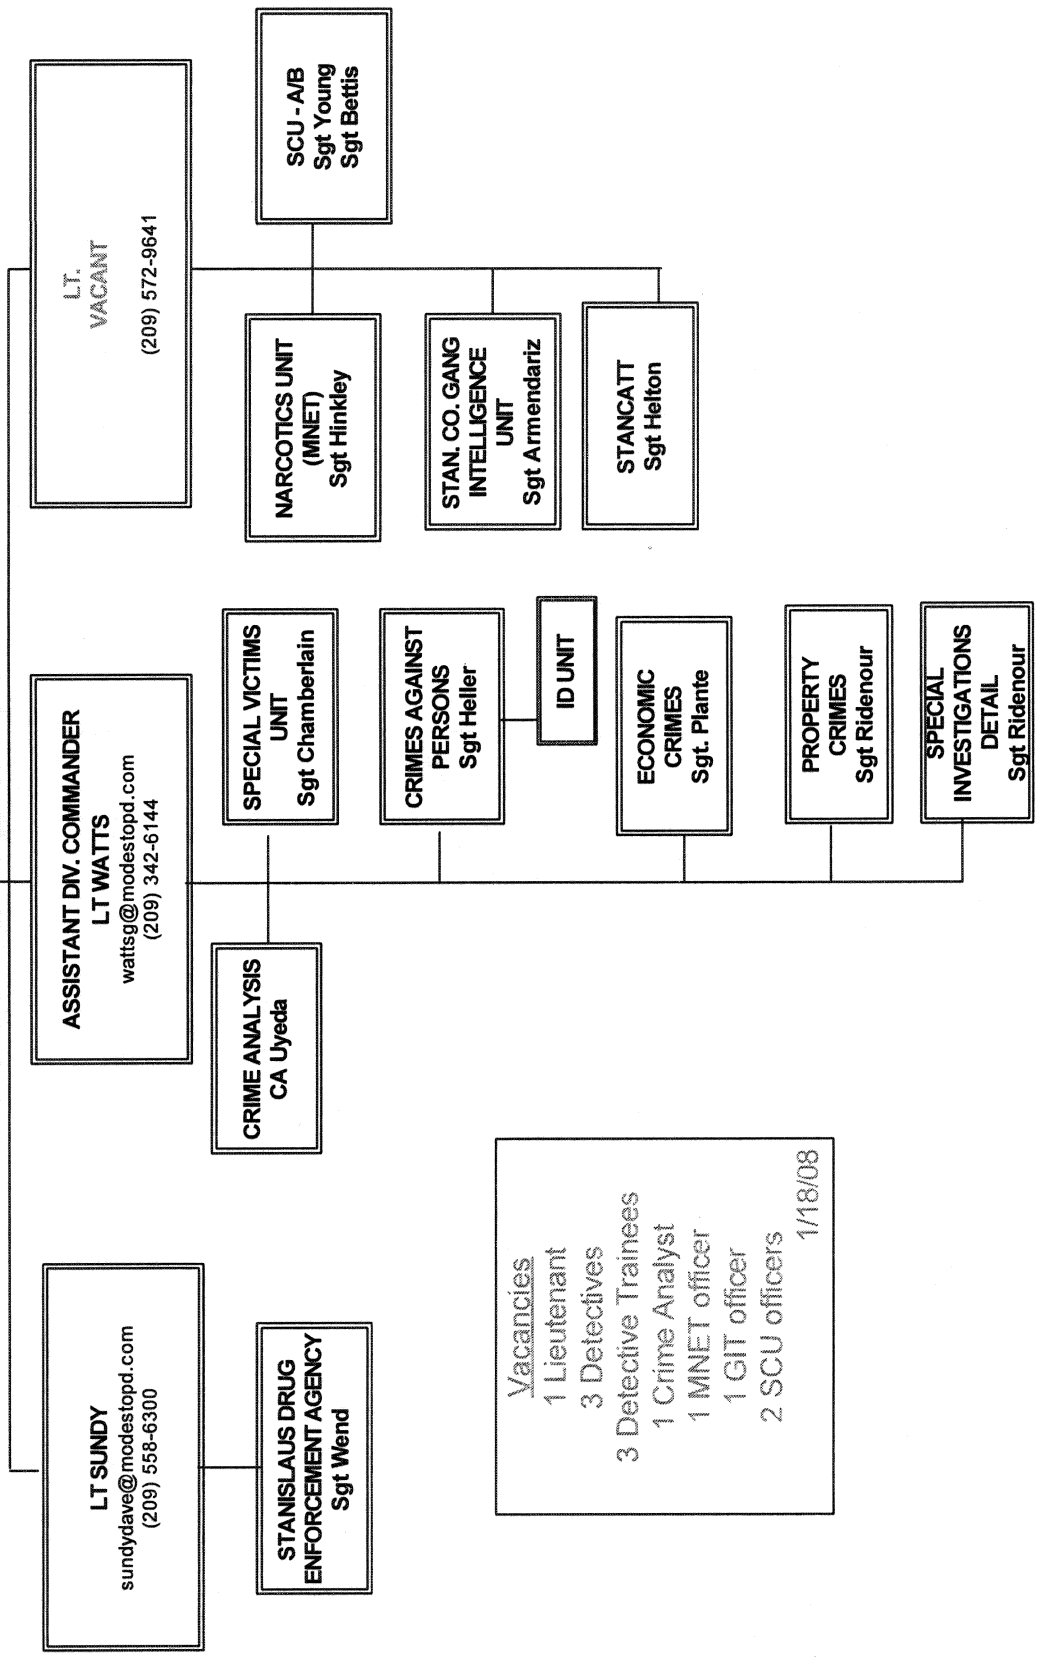 LT SUNDY
sundydave@modestopd.com
(209) 558-6300
STANISLAUS DRUG
ENFORCEMENT AGENCY
Sgt Wend
ASSISTANT DIV. COMMANDER
LT WATTS
wattsg@modestopd.com
(209) 342-6144
CRIME ANALYSIS
CA Uyeda
SPECIAL VICTIMS
UNIT
Sgt Chamberlain
CRIMES AGAINST
PERSONS
Sgt Heller
ID UNIT
ECONOMIC
CRIMES
Sgt. Plante
PROPERTY
CRIMES
Sgt Ridenour
SPECIAL
INVESTIGATIONS
DETAIL
Sgt Ridenour
LT.
VACANT
(209) 572-9641
NARCOTICS UNIT
(MNET)
Sgt Hinkley
SCU - A/B
Sgt Young
Sgt Bettis
STAN. CO. GANG
INTELLIGENCE
UNIT
Sgt Armendariz
STANCATT
Sgt Helton
Vacancies
1 Lieutenant
3 Detectives
3 Detective Trainees
1 Crime Analyst
1 MNET officer
1 GIT officer
2 SCU officers
1/18/08